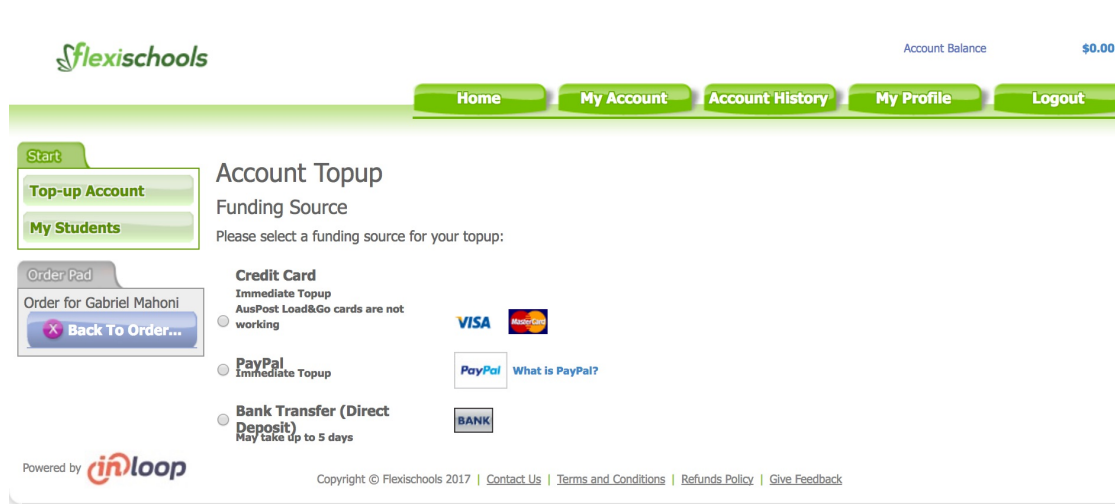 flexischools
Account Balance $0.00
Home My Account Account History My Profile Logout
Start
Top-up Account
My Students
Order Pad
Order for Gabriel Mahoni
X Back To Order...
Account Topup
Funding Source
Please select a funding source for your topup:
Credit Card
Immediate Topup
AusPost Load&Go cards are not
working
VISA MasterCard
PayPal
Immediate Topup
PayPal What is PayPal?
Bank Transfer (Direct
Deposit)
May take up to 5 days
BANK
Powered by inloop
Copyright © Flexischools 2017 | Contact Us | Terms and Conditions | Refunds Policy | Give Feedback